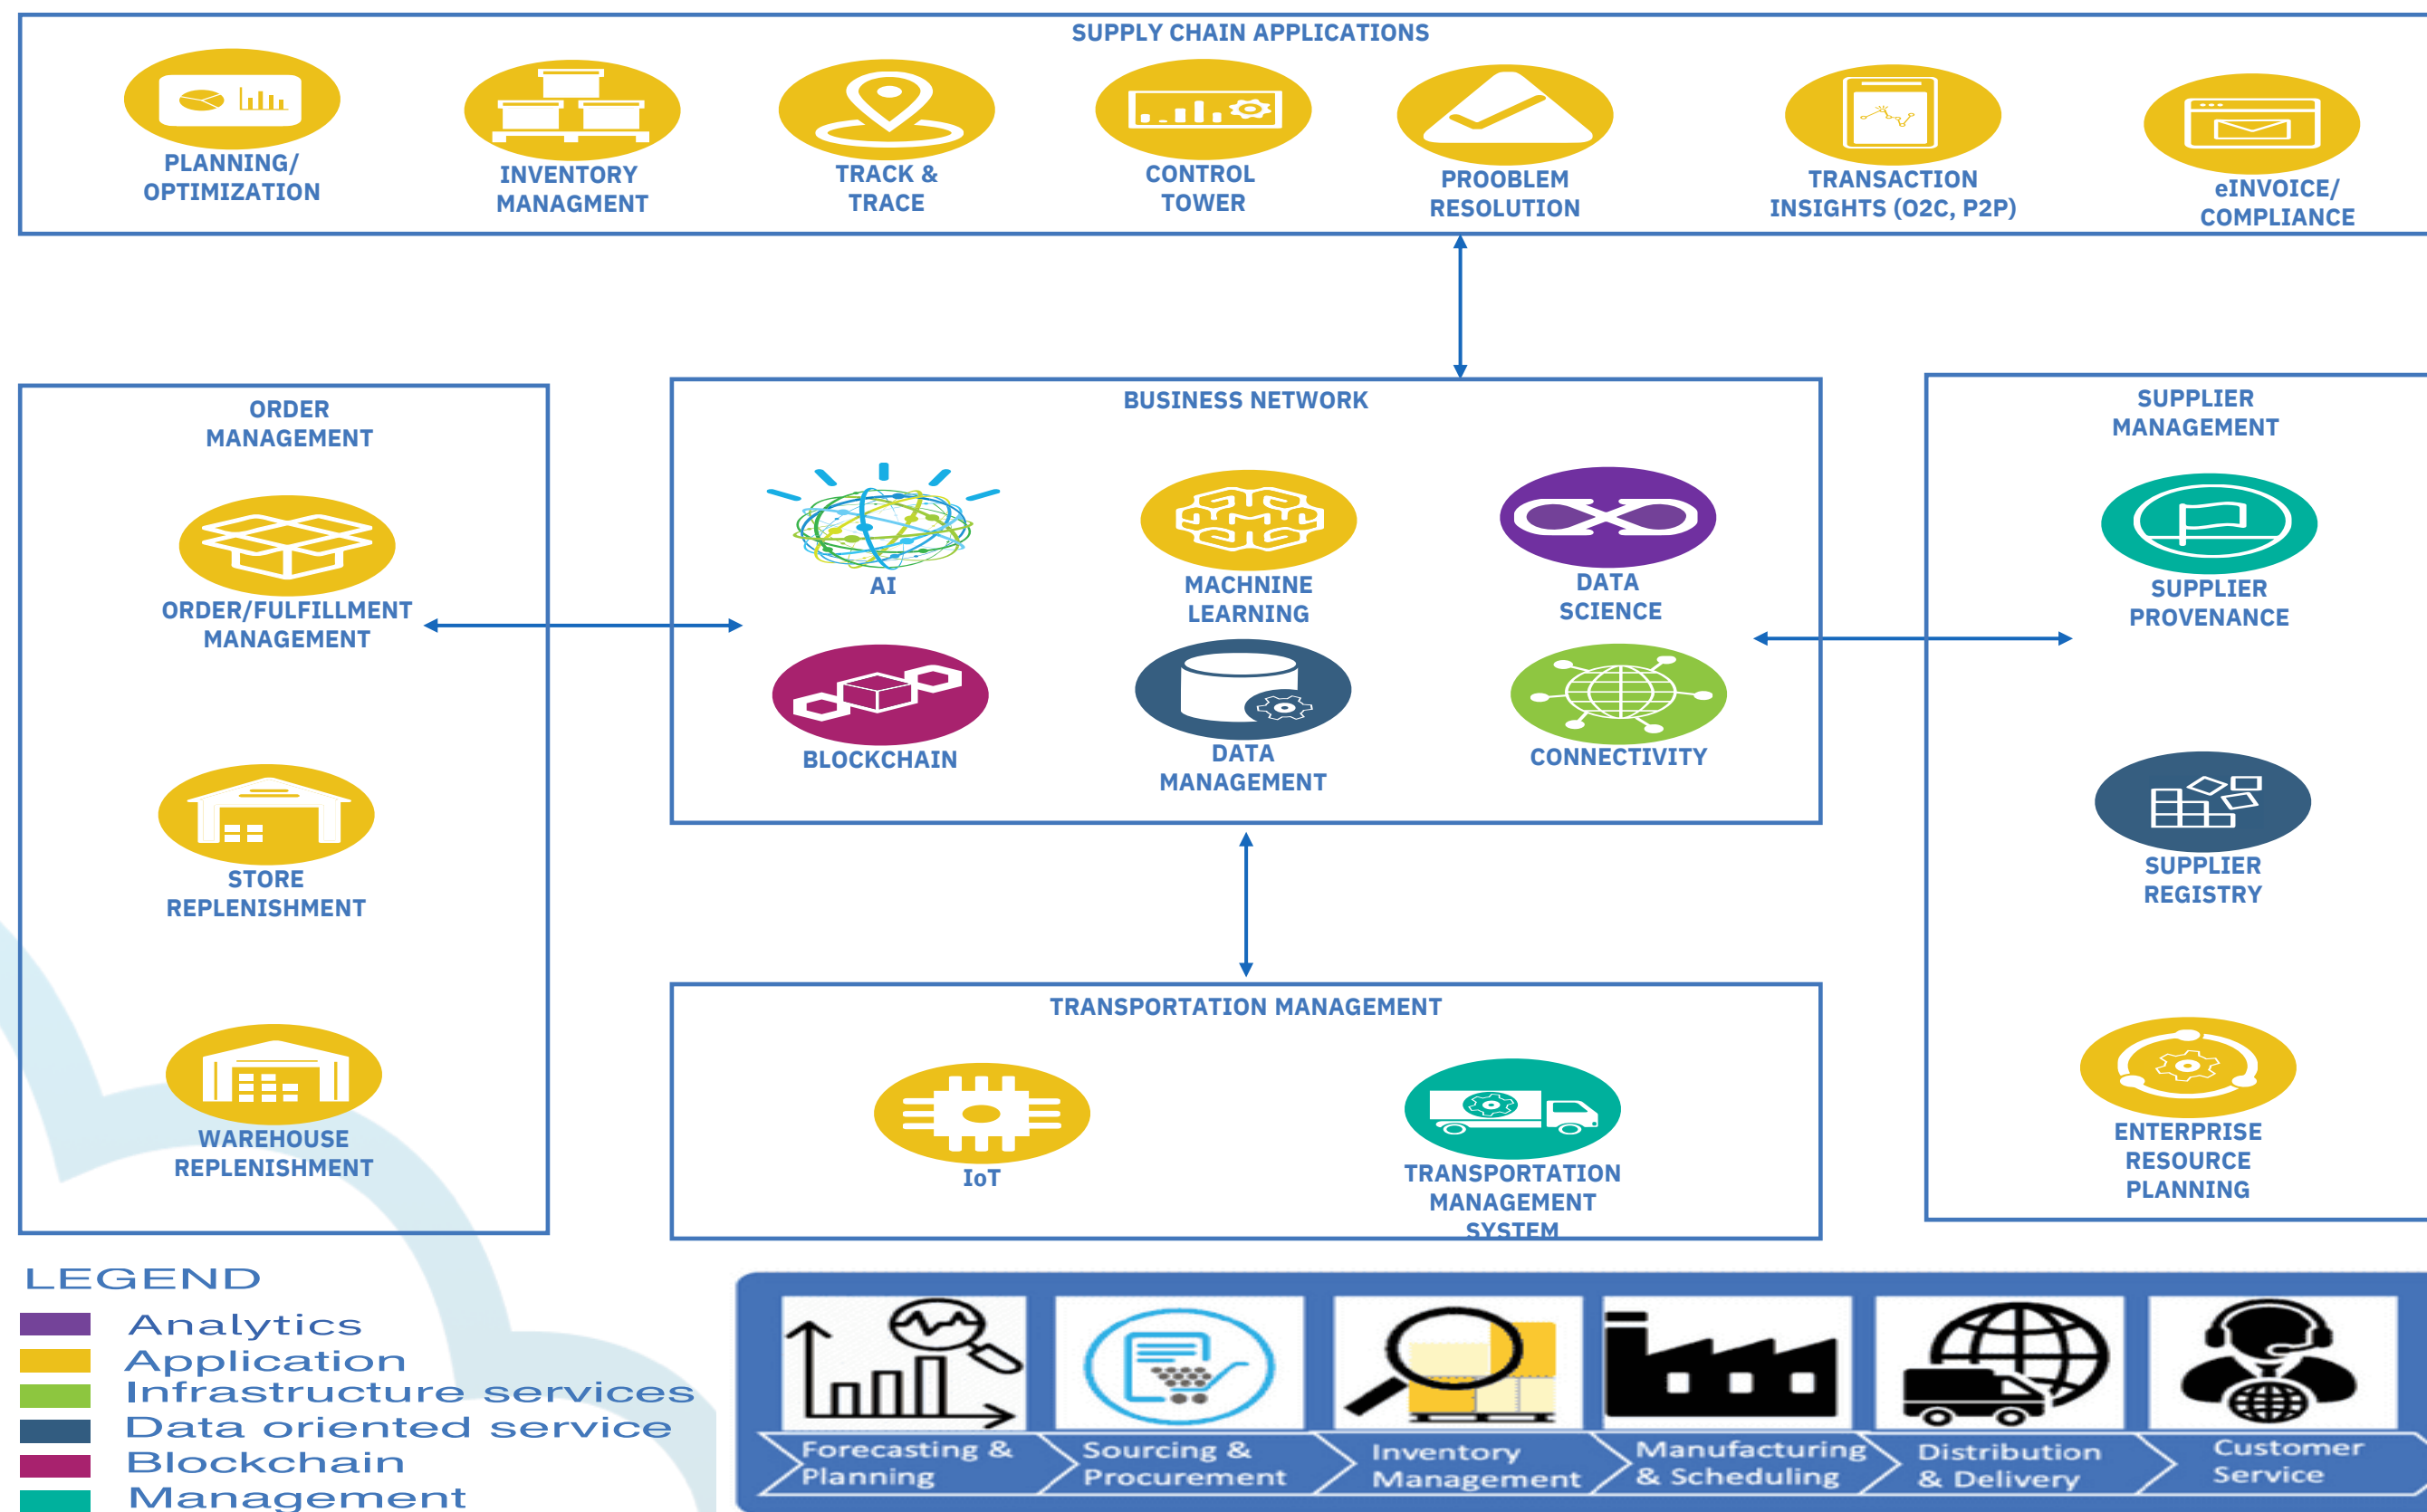 SUPPLY CHAIN APPLICATIONS
PLANNING/
OPTIMIZATION
INVENTORY
MANAGMENT
TRACK &
TRACE
CONTROL
TOWER
PROOBLEM
RESOLUTION
TRANSACTION
INSIGHTS (O2C, P2P)
eINVOICE/
COMPLIANCE
ORDER
MANAGEMENT
ORDER/FULFILLMENT
MANAGEMENT
STORE
REPLENISHMENT
WAREHOUSE
REPLENISHMENT
BUSINESS NETWORK
AI
MACHNINE
LEARNING
DATA
SCIENCE
BLOCKCHAIN
DATA
MANAGEMENT
CONNECTIVITY
SUPPLIER
MANAGEMENT
SUPPLIER
PROVENANCE
SUPPLIER
REGISTRY
ENTERPRISE
RESOURCE
PLANNING
TRANSPORTATION MANAGEMENT
IoT
TRANSPORTATION
MANAGEMENT
SYSTEM
LEGEND
Analytics
Application
Infrastructure services
Data oriented service
Blockchain
Management
Forecasting &
Planning
Sourcing &
Procurement
Inventory
Management
Manufacturing
& Scheduling
Distribution
& Delivery
Customer
Service